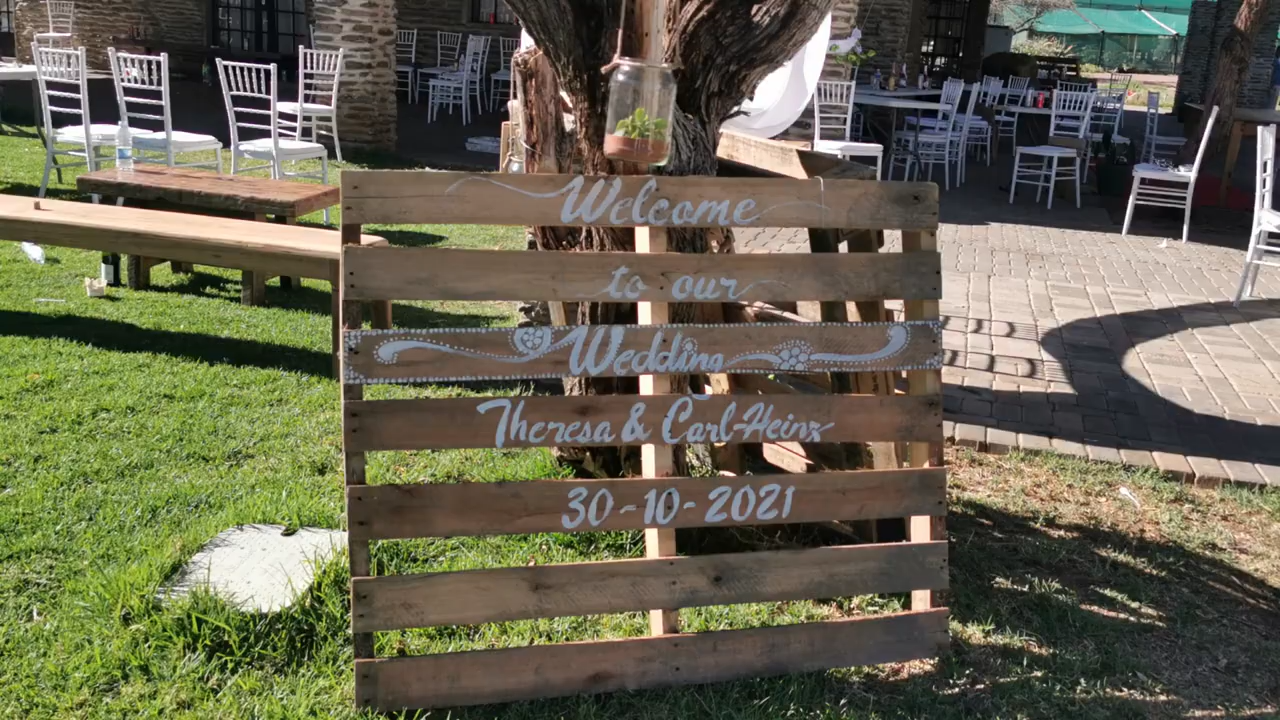 Welcome
to our
Wedding
Theresa & Carl-Heinz
30-10-2021